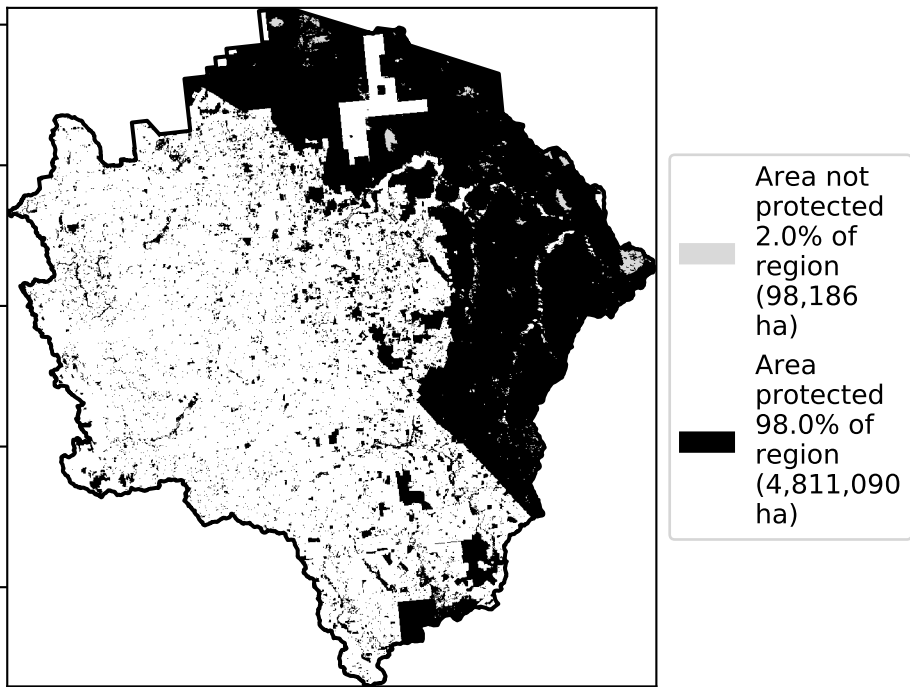 Area not
protected
2.0% of
region
(98,186
ha)
Area
protected
98.0% of
region
(4,811,090
ha)